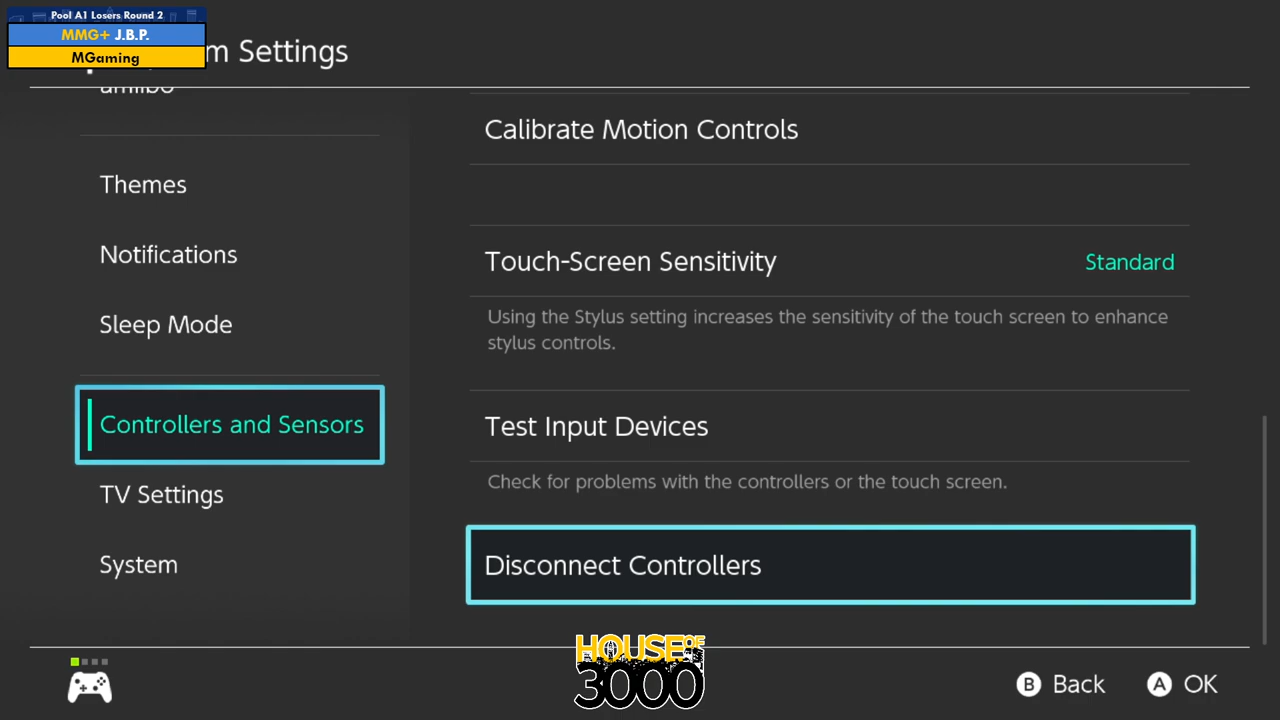 Pool A1 Losers Round 2
MMG+ J.B.P.
MGaming
m Settings
amiibo
Themes
Notifications
Sleep Mode
Controllers and Sensors
TV Settings
System
Calibrate Motion Controls
Touch-Screen Sensitivity Standard
Using the Stylus setting increases the sensitivity of the touch screen to enhance
stylus controls.
Test Input Devices
Check for problems with the controllers or the touch screen.
Disconnect Controllers
HOUSE OF
3000
B Back A OK